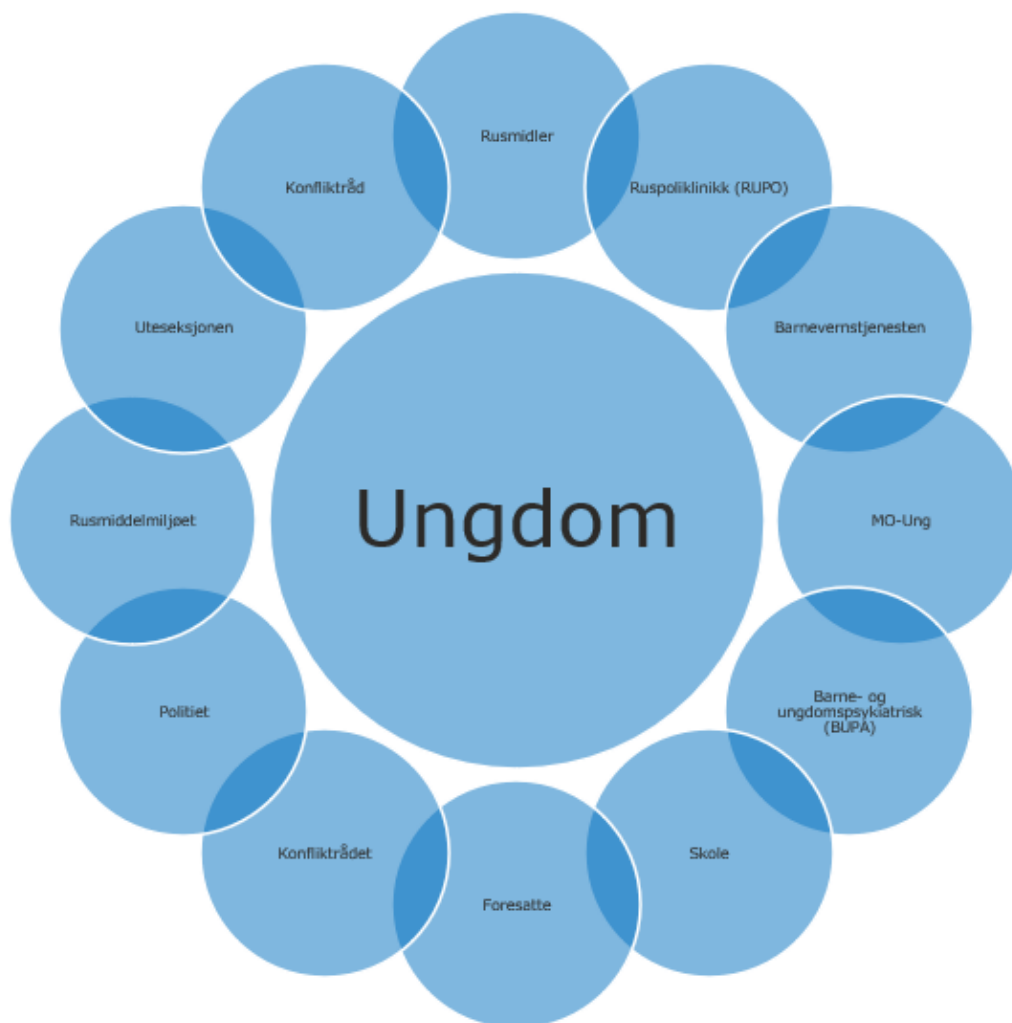 Rusmidler
Ruspoliklinikk (RUPO)
Barnevernstjenesten
MO-Ung
Barne- og
ungdomspsykiatrisk
(BUPA)
Skole
Foresatte
Konfliktrådet
Politiet
Rusmiddelmiljøet
Uteseksjonen
Konfliktråd
Ungdom